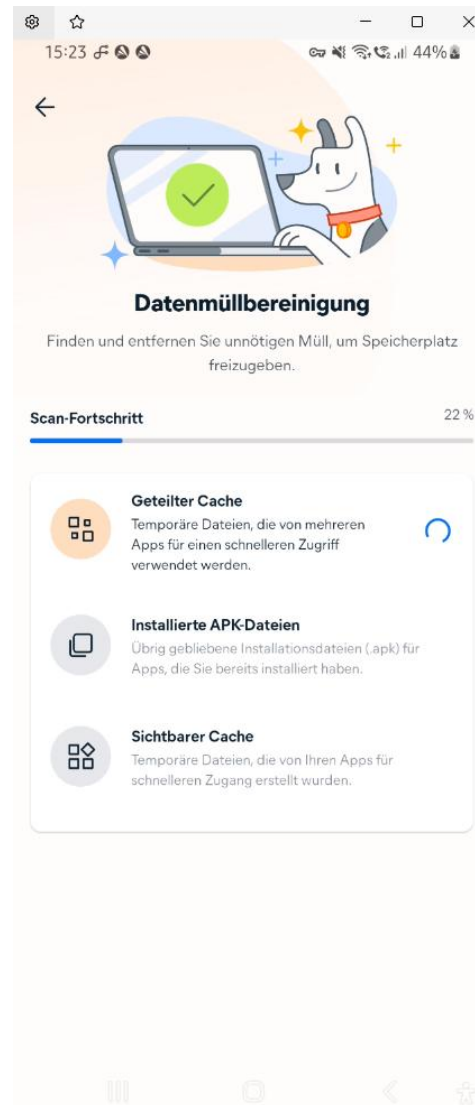 15:23 44%
Datenmüllbereinigung
Finden und entfernen Sie unnötigen Müll, um Speicherplatz
freizugeben.
Scan-Fortschritt 22 %
Geteilter Cache
Temporäre Dateien, die von mehreren
Apps für einen schnelleren Zugriff
verwendet werden.
Installierte APK-Dateien
Übrig gebliebene Installationsdateien (.apk) für
Apps, die Sie bereits installiert haben.
Sichtbarer Cache
Temporäre Dateien, die von Ihren Apps für
schnelleren Zugang erstellt wurden.